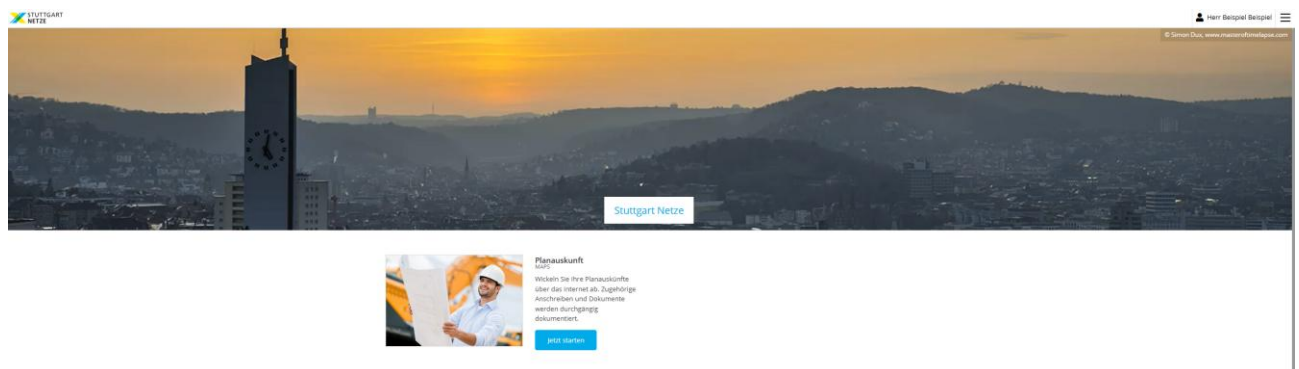 STUTTGART
NETZE
Herr Beispiel Beispiel
© Simon Dux, www.masteroftimelapse.com
Stuttgart Netze
Planauskunft
MAPS
Wickeln Sie Ihre Planauskünfte
über das Internet ab. Zugehörige
Anschreiben und Dokumente
werden durchgängig
dokumentiert.
Jetzt starten